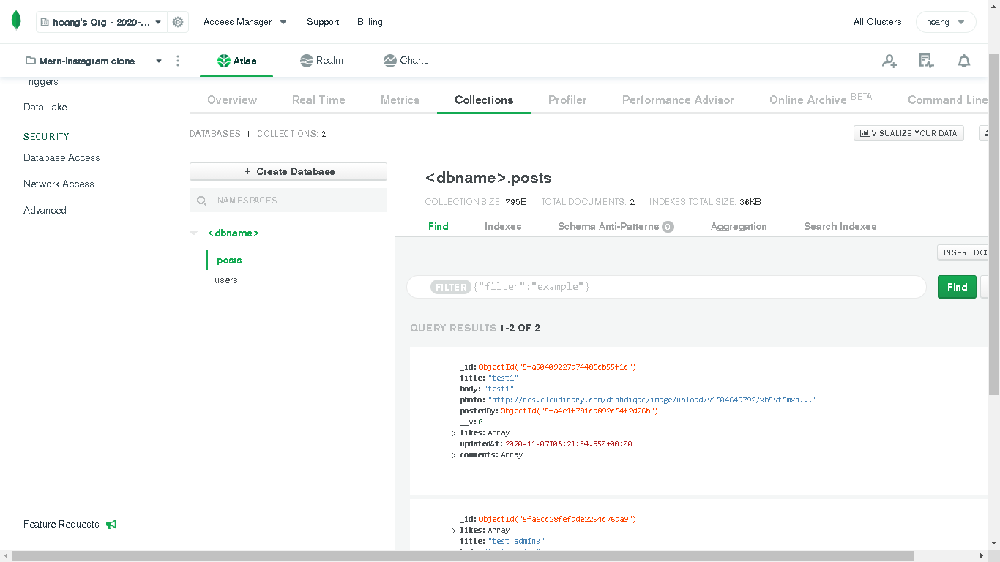 hoang's Org - 2020-... Access Manager Support Billing All Clusters hoang
Mern-instagram clone Atlas Realm Charts
Triggers
Data Lake
SECURITY
Database Access
Network Access
Advanced
Feature Requests
Overview Real Time Metrics Collections Profiler Performance Advisor Online Archive BETA Command Line
DATABASES: 1 COLLECTIONS: 2 VISUALIZE YOUR DATA
+ Create Database
NAMESPACES
<dbname>
posts
users
<dbname>.posts
COLLECTION SIZE: 795B TOTAL DOCUMENTS: 2 INDEXES TOTAL SIZE: 36KB
Find Indexes Schema Anti-Patterns 0 Aggregation Search Indexes
INSERT DOC
FILTER {"filter":"example"} Find
QUERY RESULTS 1-2 OF 2
_id: ObjectId("5fa50409227d74486cb55f1c")
title: "test1"
body: "test1"
photo: "http://res.cloudinary.com/dihhdiqdc/image/upload/v1604649792/xb5vt6mxn..."
postedBy: ObjectId("5fa4e1f781cd892c64f2d26b")
__v: 0
likes: Array
updatedAt: 2020-11-07T06:21:54.950+00:00
comments: Array
_id: ObjectId("5fa6cc28fefdde2254c76da9")
likes: Array
title: "test admin3"